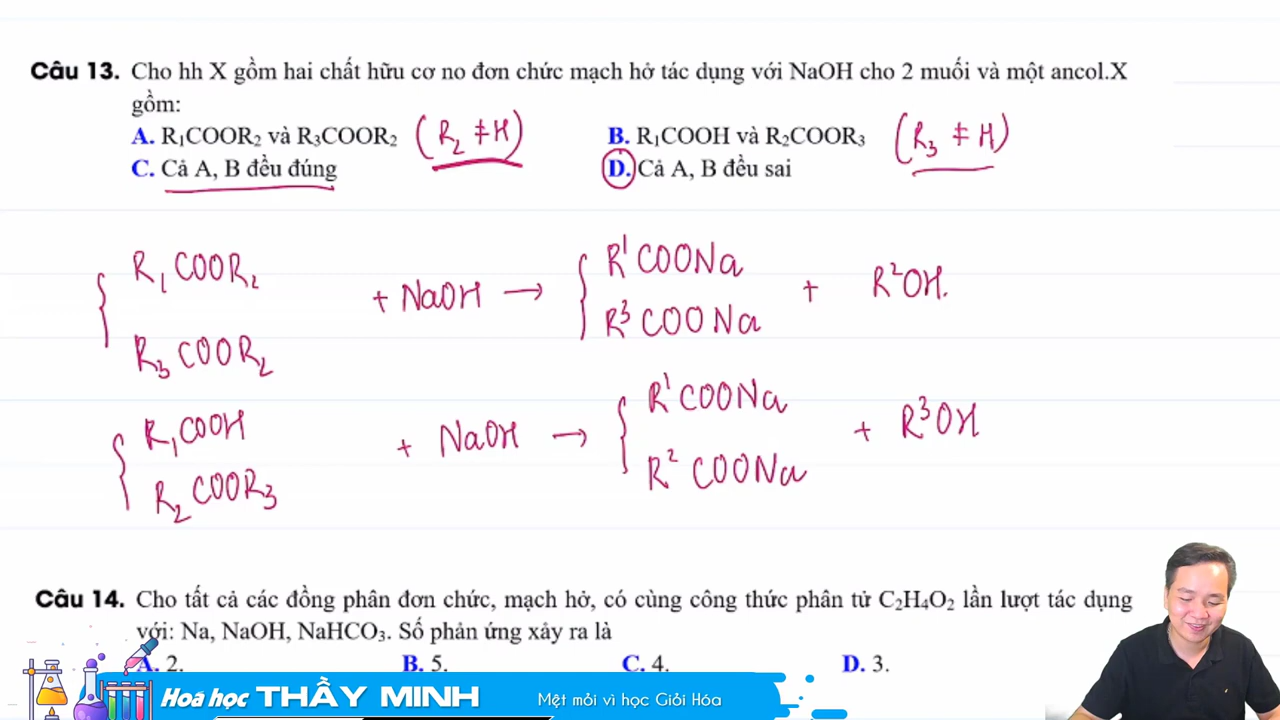 Câu 13. Cho hh X gồm hai chất hữu cơ no đơn chức mạch hở tác dụng với NaOH cho 2 muối và một ancol.X
gồm:
A. R₁COOR₂ và R₃COOR₂ (R₂ ≠ H) B. R₁COOH và R₂COOR₃ (R₃ ≠ H)
C. Cả A, B đều đúng D. Cả A, B đều sai
R₁COOR₂ R¹COONa
+ NaOH → + R²OH.
R₃COOR₂ R³COONa
R₁COOH R¹COONa
+ NaOH → + R³OH
R₂COOR₃ R²COONa
Câu 14. Cho tất cả các đồng phân đơn chức, mạch hở, có cùng công thức phân tử C₂H₄O₂ lần lượt tác dụng
với: Na, NaOH, NaHCO₃. Số phản ứng xảy ra là
A. 2. B. 5. C. 4. D. 3.
Hoá học THẦY MINH Mệt mỏi vì học Giỏi Hóa